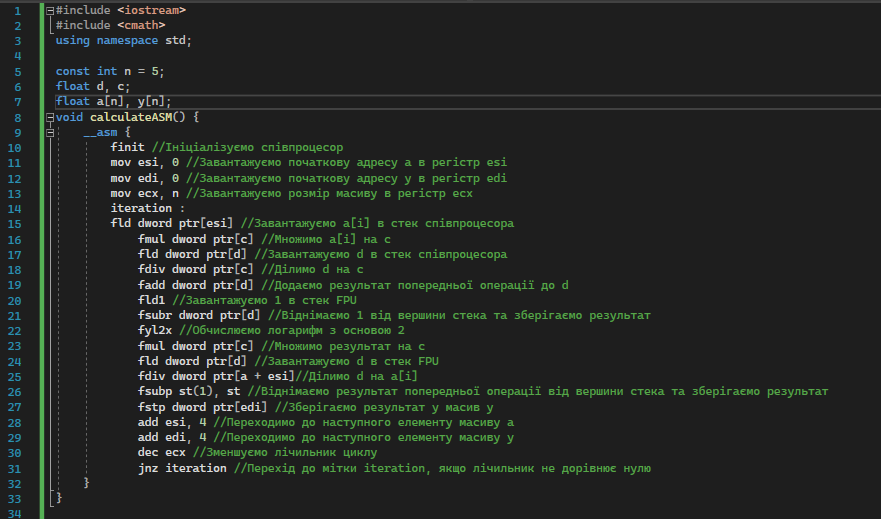 1 #include <iostream>
2 #include <cmath>
3 using namespace std;
4
5 const int n = 5;
6 float d, c;
7 float a[n], y[n];
8 void calculateASM() {
9 __asm {
10 finit //Ініціалізуємо співпроцесор
11 mov esi, 0 //Завантажуємо початкову адресу a в регістр esi
12 mov edi, 0 //Завантажуємо початкову адресу y в регістр edi
13 mov ecx, n //Завантажуємо розмір масиву в регістр ecx
14 iteration :
15 fld dword ptr[esi] //Завантажуємо a[i] в стек співпроцесора
16 fmul dword ptr[c] //Множимо a[i] на c
17 fld dword ptr[d] //Завантажуємо d в стек співпроцесора
18 fdiv dword ptr[c] //Ділимо d на c
19 fadd dword ptr[d] //Додаємо результат попередньої операції до d
20 fld1 //Завантажуємо 1 в стек FPU
21 fsubr dword ptr[d] //Віднімаємо 1 від вершини стека та зберігаємо результат
22 fyl2x //Обчислюємо логарифм з основою 2
23 fmul dword ptr[c] //Множимо результат на c
24 fld dword ptr[d] //Завантажуємо d в стек FPU
25 fdiv dword ptr[a + esi]//Ділимо d на a[i]
26 fsubp st(1), st //Віднімаємо результат попередньої операції від вершини стека та зберігаємо результат
27 fstp dword ptr[edi] //Зберігаємо результат у масив y
28 add esi, 4 //Переходимо до наступного елементу масиву a
29 add edi, 4 //Переходимо до наступного елементу масиву y
30 dec ecx //Зменшуємо лічильник циклу
31 jnz iteration //Перехід до мітки iteration, якщо лічильник не дорівнює нулю
32 }
33 }
34